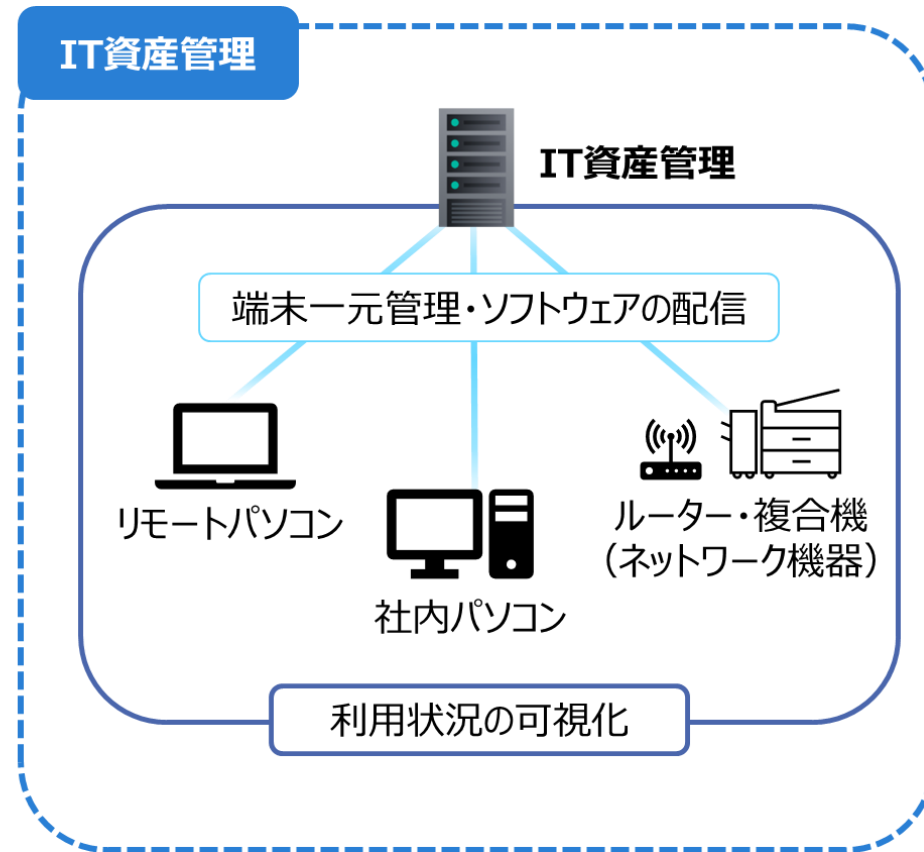 IT資産管理
IT資産管理
端末一元管理・ソフトウェアの配信
リモートパソコン
社内パソコン
ルーター・複合機
（ネットワーク機器）
利用状況の可視化